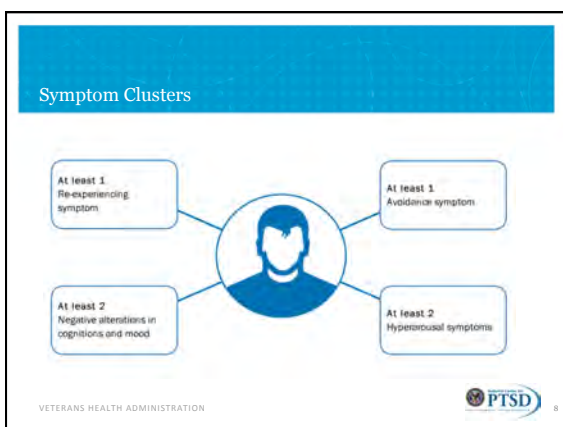 Symptom Clusters
At least 1
Re-experiencing
symptom
At least 1
Avoidance symptom
At least 2
Negative alterations in
cognitions and mood
At least 2
Hyperarousal symptoms
VETERANS HEALTH ADMINISTRATION
PTSD
8